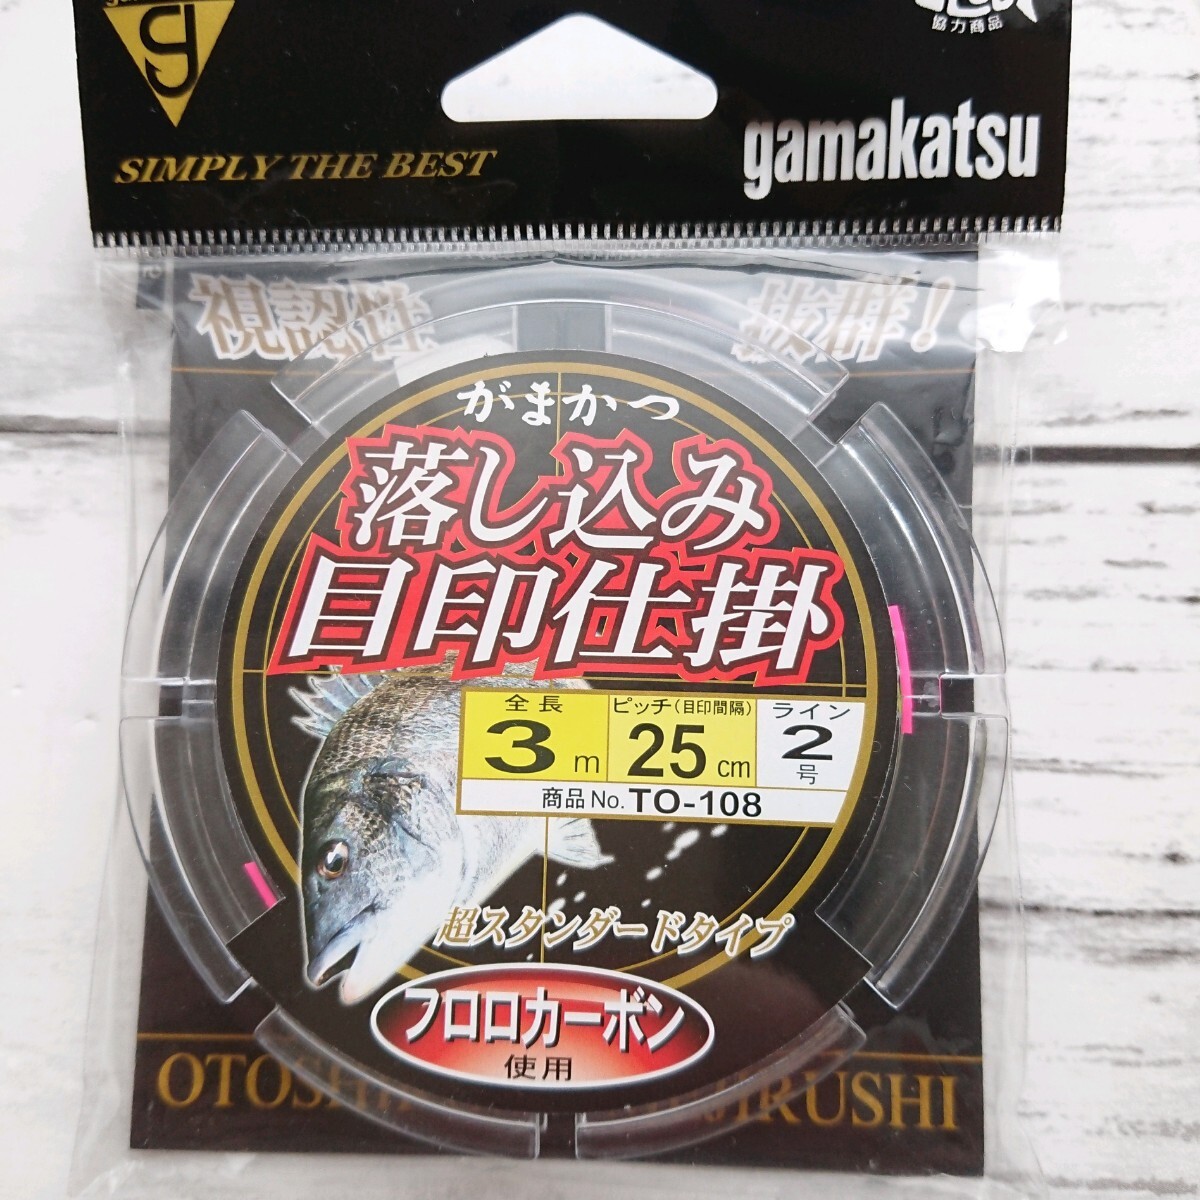 g
協力商品
SIMPLY THE BEST
gamakatsu
視認性 抜群！
がまかつ
落し込み
目印仕掛
全長 ピッチ(目印間隔) ライン
3m 25cm 2号
商品No. TO-108
超スタンダードタイプ
フロロカーボン
使用
OTOSHI JIRUSHI